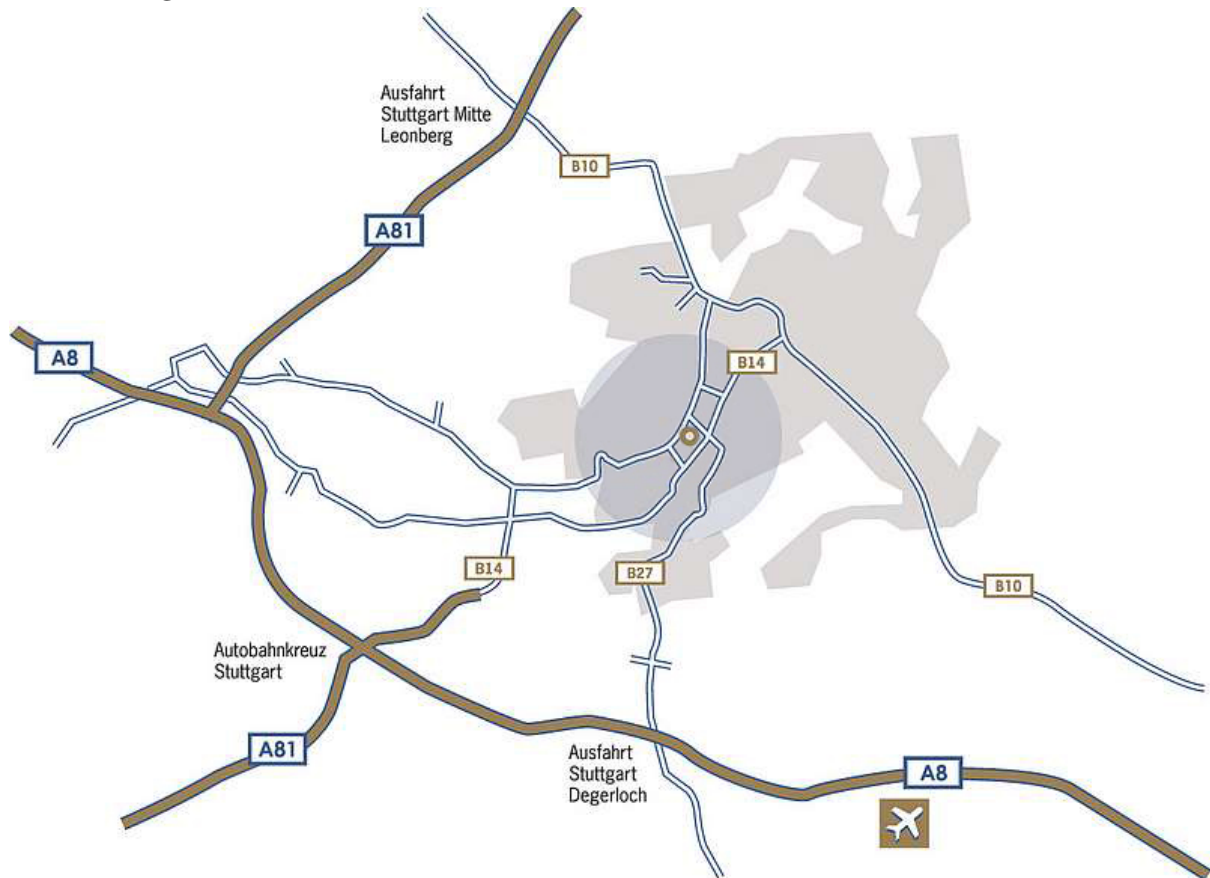 Ausfahrt
Stuttgart Mitte
Leonberg
B10
A81
A8
B14
B14
B27
B10
Autobahnkreuz
Stuttgart
A81
Ausfahrt
Stuttgart
Degerloch
A8